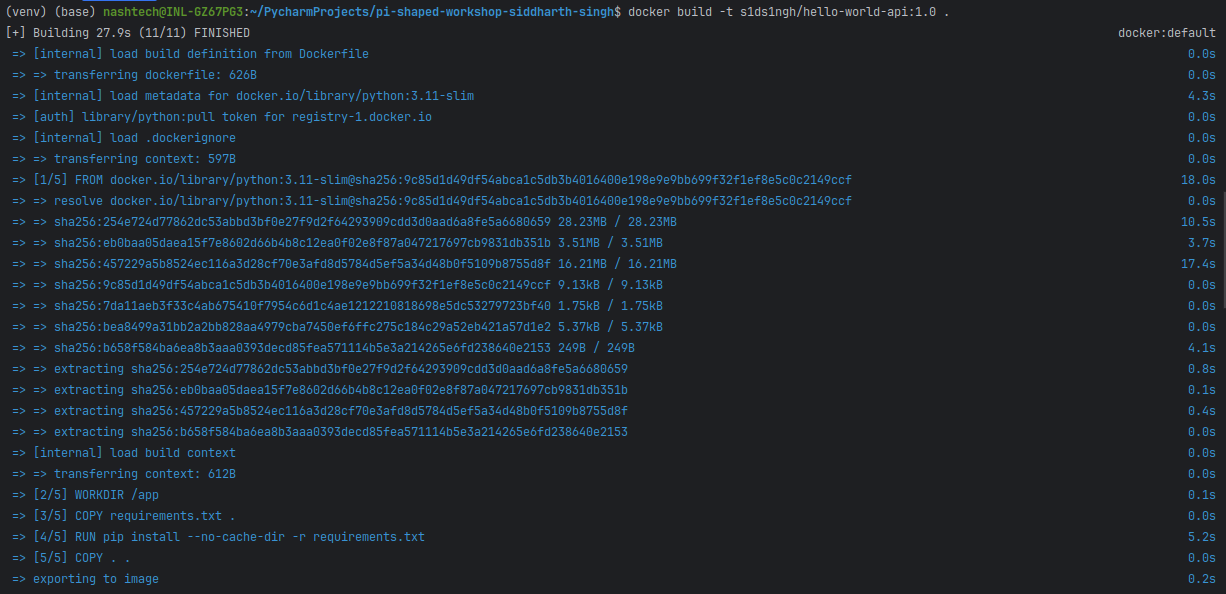 (venv) (base) nashtech@INL-GZ67PG3:~/PycharmProjects/pi-shaped-workshop-siddharth-singh$ docker build -t s1ds1ngh/hello-world-api:1.0 .
[+] Building 27.9s (11/11) FINISHED docker:default
=> [internal] load build definition from Dockerfile 0.0s
=> => transferring dockerfile: 626B 0.0s
=> [internal] load metadata for docker.io/library/python:3.11-slim 4.3s
=> [auth] library/python:pull token for registry-1.docker.io 0.0s
=> [internal] load .dockerignore 0.0s
=> => transferring context: 597B 0.0s
=> [1/5] FROM docker.io/library/python:3.11-slim@sha256:9c85d1d49df54abca1c5db3b4016400e198e9e9bb699f32f1ef8e5c0c2149ccf 18.0s
=> => resolve docker.io/library/python:3.11-slim@sha256:9c85d1d49df54abca1c5db3b4016400e198e9e9bb699f32f1ef8e5c0c2149ccf 0.0s
=> => sha256:254e724d77862dc53abbd3bf0e27f9d2f64293909cdd3d0aad6a8fe5a6680659 28.23MB / 28.23MB 10.5s
=> => sha256:eb0baa05daea15f7e8602d66b4b8c12ea0f02e8f87a047217697cb9831db351b 3.51MB / 3.51MB 3.7s
=> => sha256:457229a5b8524ec116a3d28cf70e3afd8d5784d5ef5a34d48b0f5109b8755d8f 16.21MB / 16.21MB 17.4s
=> => sha256:9c85d1d49df54abca1c5db3b4016400e198e9e9bb699f32f1ef8e5c0c2149ccf 9.13kB / 9.13kB 0.0s
=> => sha256:7da11aeb3f33c4ab675410f7954c6d1c4ae1212210818698e5dc53279723bf40 1.75kB / 1.75kB 0.0s
=> => sha256:bea8499a31bb2a2bb828aa4979cba7450ef6ffc275c184c29a52eb421a57d1e2 5.37kB / 5.37kB 0.0s
=> => sha256:b658f584ba6ea8b3aaa0393decd85fea571114b5e3a214265e6fd238640e2153 249B / 249B 4.1s
=> => extracting sha256:254e724d77862dc53abbd3bf0e27f9d2f64293909cdd3d0aad6a8fe5a6680659 0.8s
=> => extracting sha256:eb0baa05daea15f7e8602d66b4b8c12ea0f02e8f87a047217697cb9831db351b 0.1s
=> => extracting sha256:457229a5b8524ec116a3d28cf70e3afd8d5784d5ef5a34d48b0f5109b8755d8f 0.4s
=> => extracting sha256:b658f584ba6ea8b3aaa0393decd85fea571114b5e3a214265e6fd238640e2153 0.0s
=> [internal] load build context 0.0s
=> => transferring context: 612B 0.0s
=> [2/5] WORKDIR /app 0.1s
=> [3/5] COPY requirements.txt . 0.0s
=> [4/5] RUN pip install --no-cache-dir -r requirements.txt 5.2s
=> [5/5] COPY . . 0.0s
=> exporting to image 0.2s